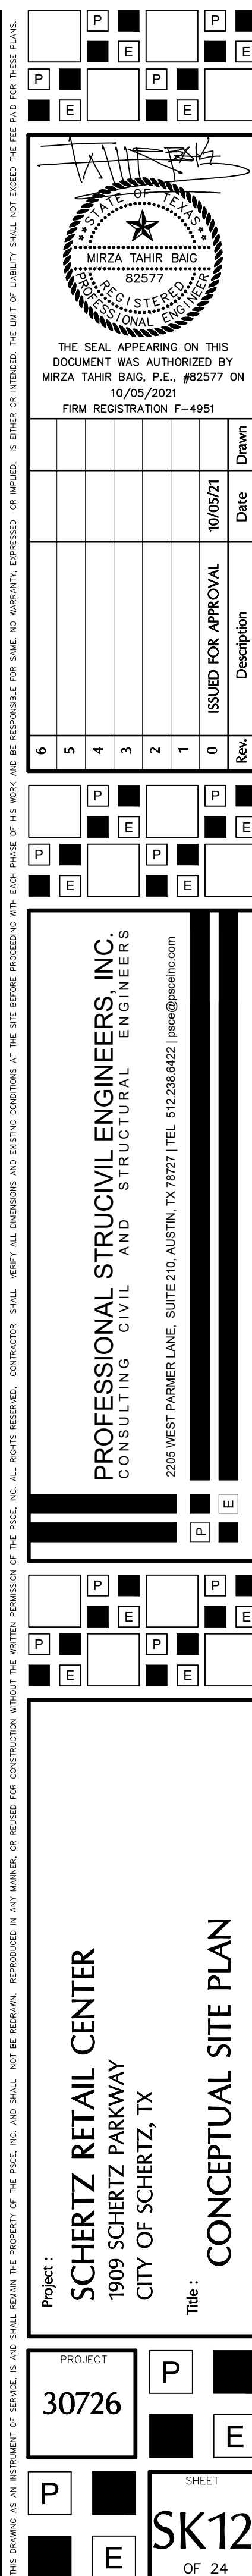 THIS DRAWING AS AN INSTRUMENT OF SERVICE, IS AND SHALL REMAIN THE PROPERTY OF THE PSCE, INC. AND SHALL NOT BE REDRAWN, REPRODUCED IN ANY MANNER, OR REUSED FOR CONSTRUCTION WITHOUT THE WRITTEN PERMISSION OF THE PSCE, INC. ALL RIGHTS RESERVED, CONTRACTOR SHALL VERIFY ALL DIMENSIONS AND EXISTING CONDITIONS AT THE SITE BEFORE PROCEEDING WITH EACH PHASE OF HIS WORK AND BE RESPONSIBLE FOR SAME. NO WARRANTY, EXPRESSED OR IMPLIED, IS EITHER OR INTENDED. THE LIMIT OF LIABILITY SHALL NOT EXCEED THE FEE PAID FOR THESE PLANS.
P P
E E
P P
E E
STATE OF TEXAS
MIRZA TAHIR BAIG
82577
REGISTERED
PROFESSIONAL ENGINEER
THE SEAL APPEARING ON THIS
DOCUMENT WAS AUTHORIZED BY
MIRZA TAHIR BAIG, P.E., #82577 ON
10/05/2021
FIRM REGISTRATION F-4951
6
5
4
3
2
1
0 ISSUED FOR APPROVAL 10/05/21
Rev. Description Date Drawn
P P
E E
P P
E E
PROFESSIONAL STRUCIVIL ENGINEERS, INC.
CONSULTING CIVIL AND STRUCTURAL ENGINEERS
2205 WEST PARMER LANE, SUITE 210, AUSTIN, TX 78727 | TEL 512.238.6422 | psce@psceinc.com
P E
P P
E E
P P
E E
Project :
SCHERTZ RETAIL CENTER
1909 SCHERTZ PARKWAY
CITY OF SCHERTZ, TX
Title :
CONCEPTUAL SITE PLAN
PROJECT
30726
P
E
P
E
SHEET
SK12
OF 24